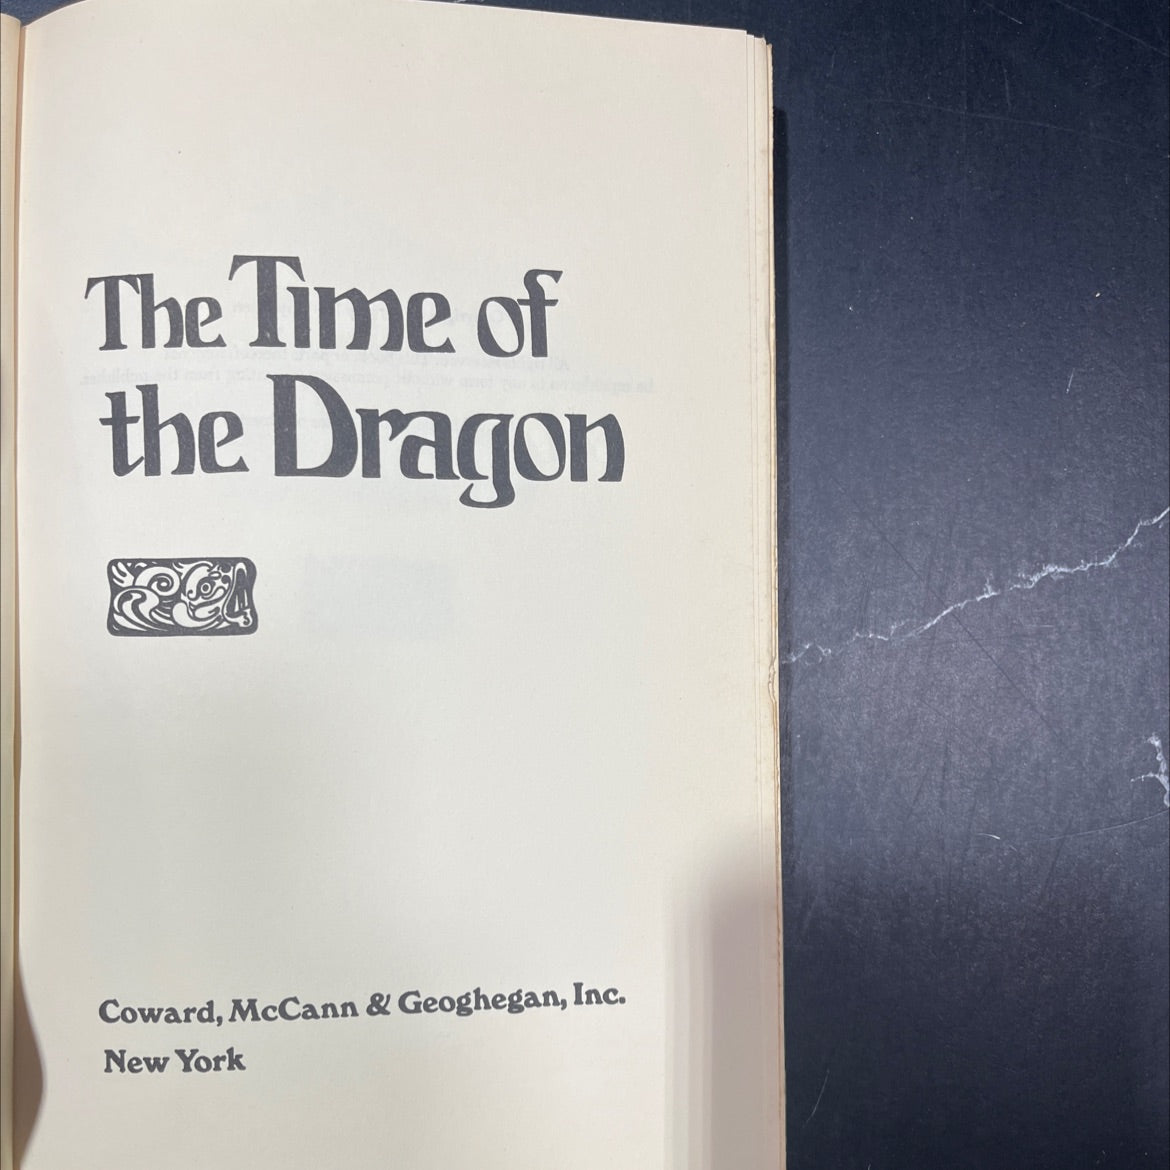 The Time of
the Dragon
Coward, McCann & Geoghegan, Inc.
New York